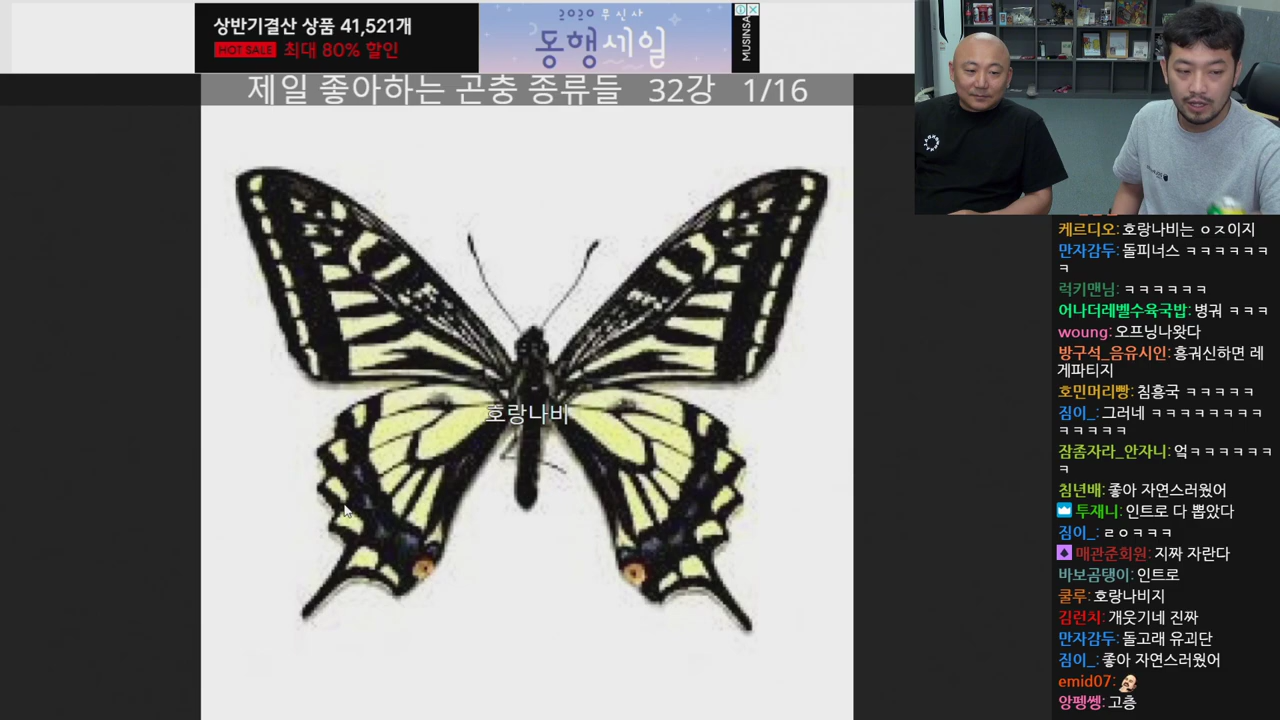 상반기결산 상품 41,521개
HOT SALE 최대 80% 할인
2020 무신사
동행세일
MUSINSA
제일 좋아하는 곤충 종류들 32강 1/16
호랑나비
케르디오: 호랑나비는 ㅇㅈ이지
만자감두: 돌피너스 ㅋㅋㅋㅋㅋㅋ
ㅋ
럭키맨님: ㅋㅋㅋㅋㅋㅋ
어나더레벨수육국밥: 병궈 ㅋㅋㅋ
woung: 오프닝나왓다
방구석_음유시인: 흥궈신하면 레
게파티지
호민머리빵: 침흥국 ㅋㅋㅋㅋㅋ
짐이_: 그러네 ㅋㅋㅋㅋㅋㅋㅋㅋ
ㅋㅋㅋㅋㅋ
잠좀자라_안자니: 엌ㅋㅋㅋㅋㅋㅋ
ㅋ
침년배: 좋아 자연스러웠어
투재니: 인트로 다 뽑았다
짐이_: ㄹㅇㅋㅋㅋ
매관준회원: 지짜 자란다
바보곰탱이: 인트로
쿨루: 호랑나비지
김런치: 개웃기네 진짜
만자감두: 돌고래 유괴단
짐이_: 좋아 자연스러웠어
emid07:
앙펭쎙: 고층